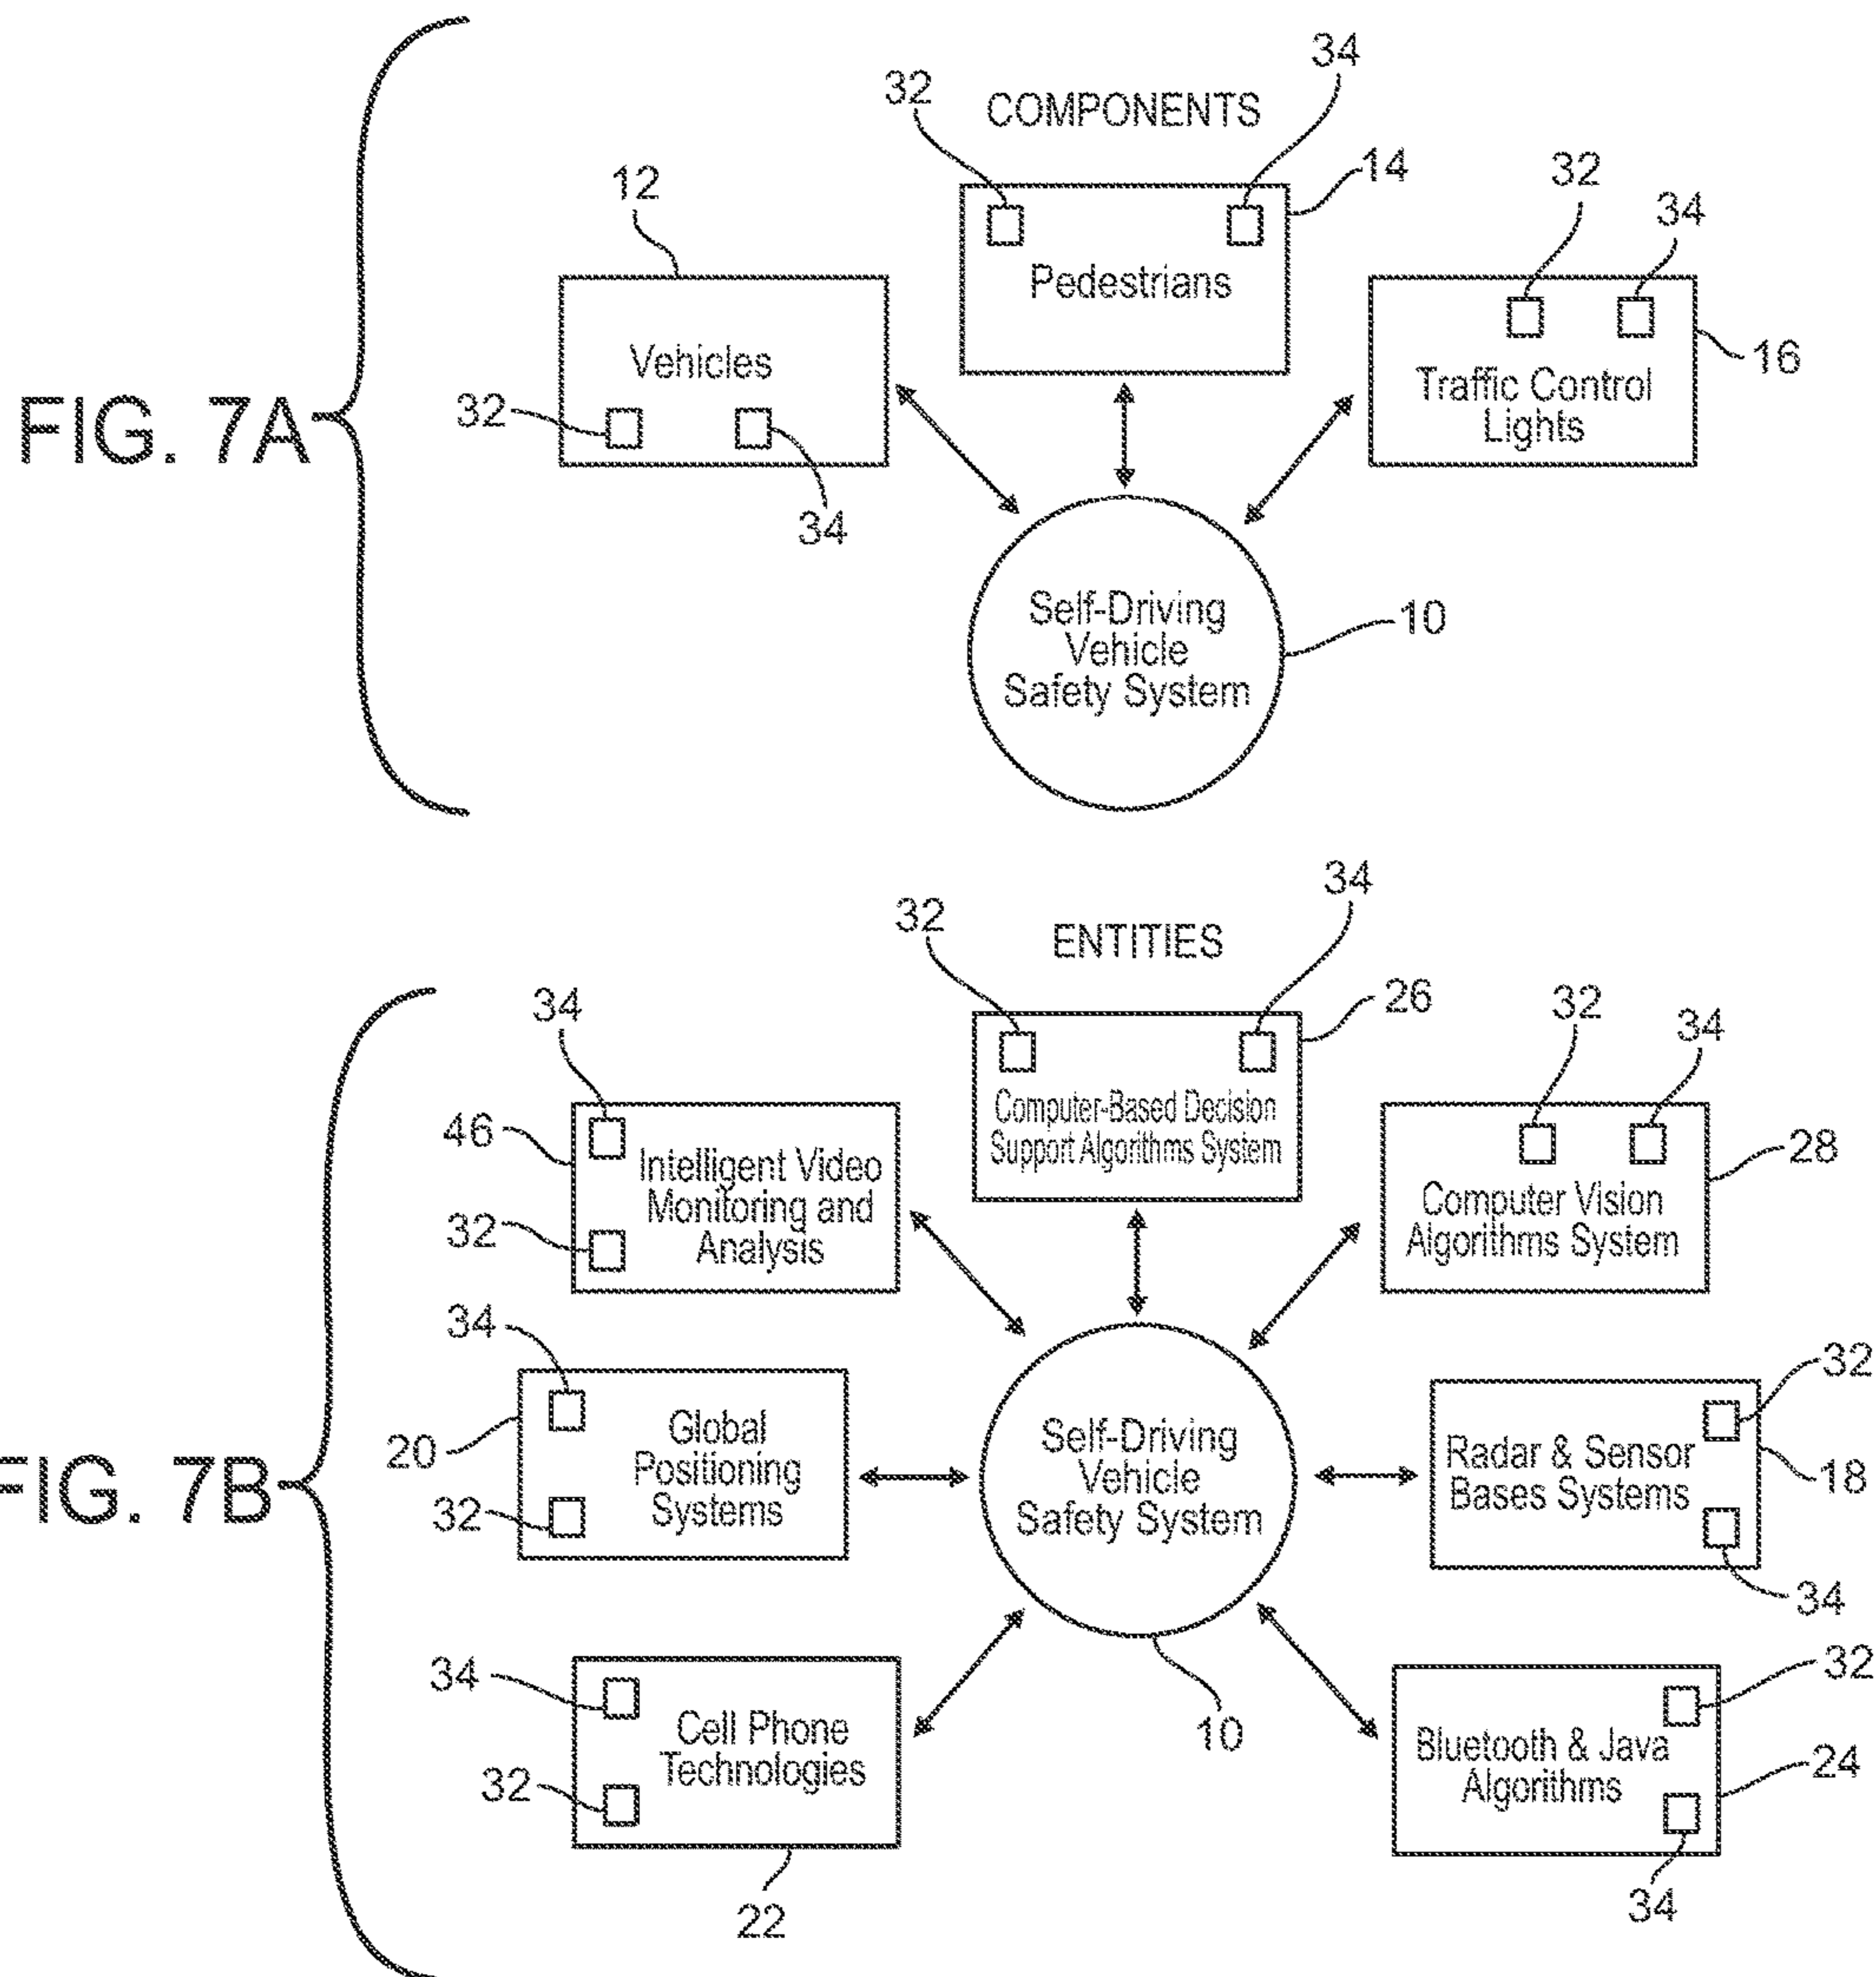 FIG. 7A
COMPONENTS
32
34
14
Pedestrians
12
Vehicles
32
34
32
34
16
Traffic Control
Lights
Self-Driving
Vehicle
Safety System
10
FIG. 7B
ENTITIES
32
34
26
Computer-Based Decision
Support Algorithms System
34
46
32
Intelligent Video
Monitoring and
Analysis
32
34
28
Computer Vision
Algorithms System
34
20
32
Global
Positioning
Systems
Self-Driving
Vehicle
Safety System
10
32
Radar & Sensor
Bases Systems
18
34
34
32
Cell Phone
Technologies
22
32
Bluetooth & Java
Algorithms
24
34